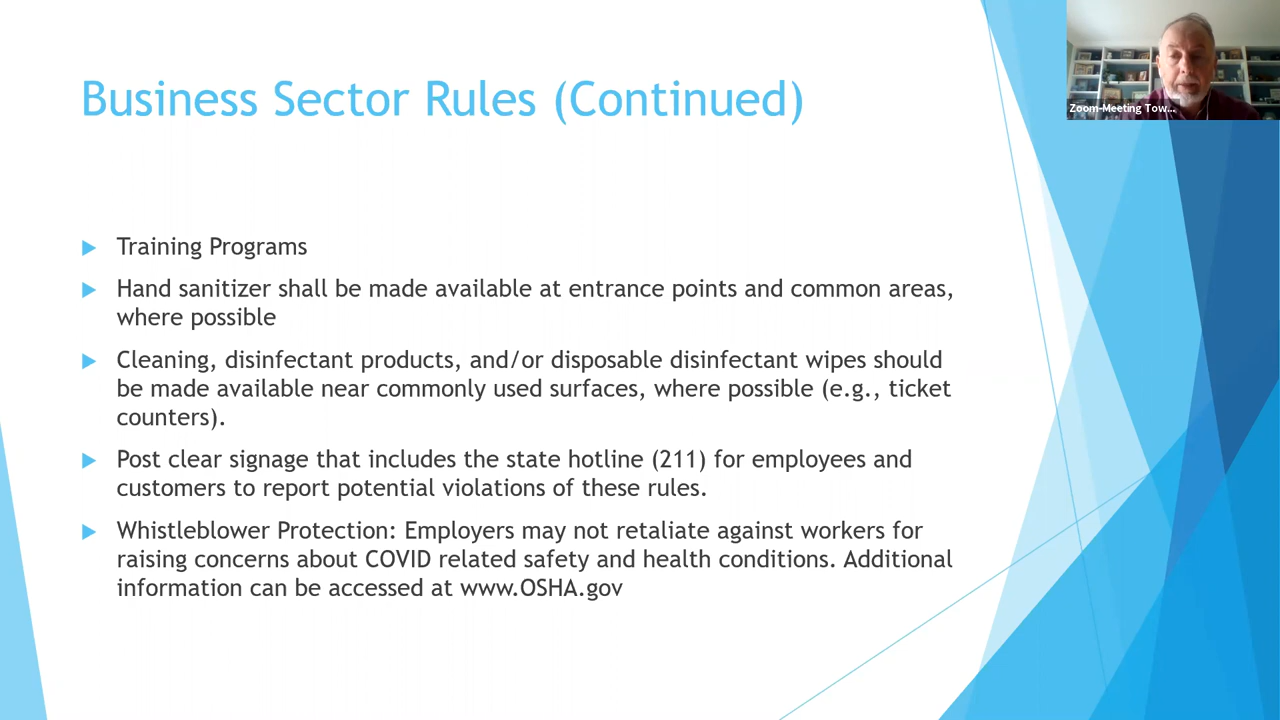 Business Sector Rules (Continued)
Zoom-Meeting Tow...
Training Programs
Hand sanitizer shall be made available at entrance points and common areas,
where possible
Cleaning, disinfectant products, and/or disposable disinfectant wipes should
be made available near commonly used surfaces, where possible (e.g., ticket
counters).
Post clear signage that includes the state hotline (211) for employees and
customers to report potential violations of these rules.
Whistleblower Protection: Employers may not retaliate against workers for
raising concerns about COVID related safety and health conditions. Additional
information can be accessed at www.OSHA.gov